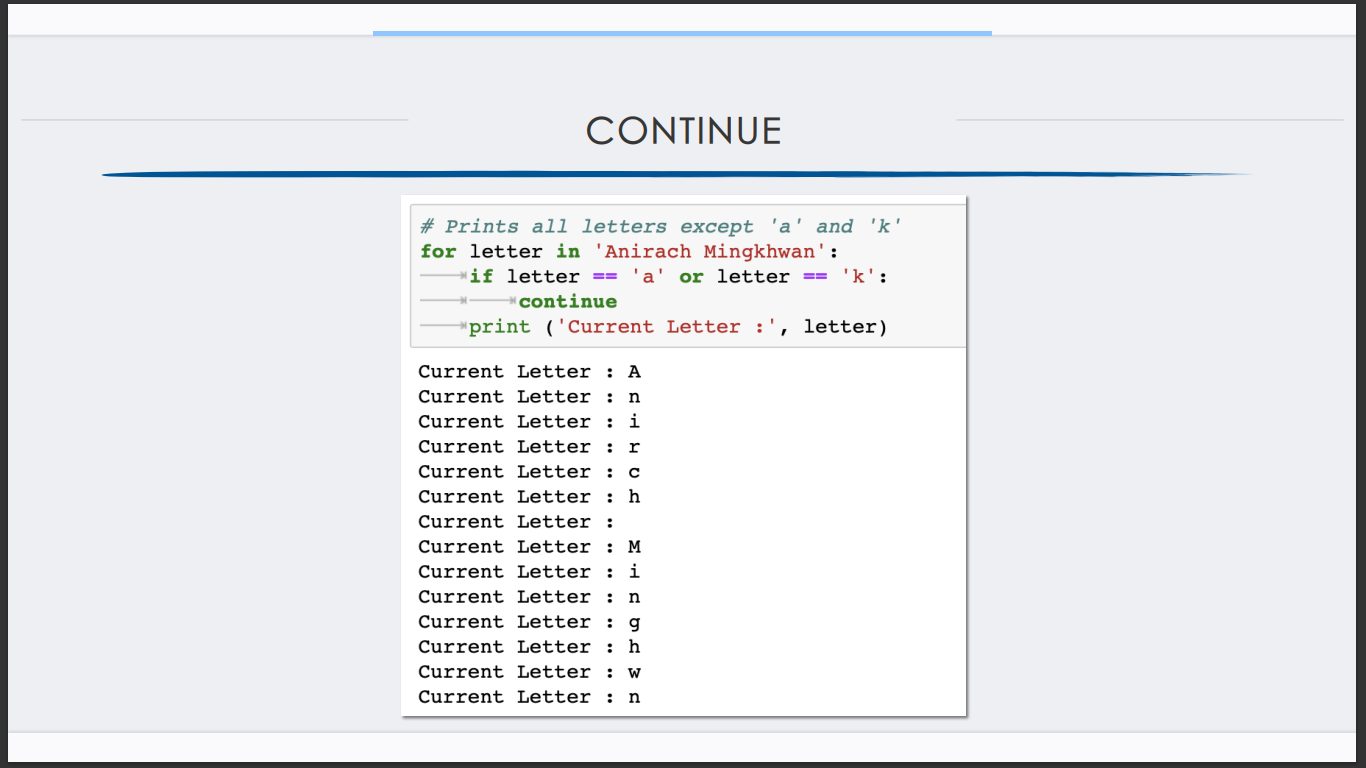 CONTINUE
# Prints all letters except 'a' and 'k'
for letter in 'Anirach Mingkhwan':
if letter == 'a' or letter == 'k':
continue
print ('Current Letter :', letter)
Current Letter : A
Current Letter : n
Current Letter : i
Current Letter : r
Current Letter : c
Current Letter : h
Current Letter :
Current Letter : M
Current Letter : i
Current Letter : n
Current Letter : g
Current Letter : h
Current Letter : w
Current Letter : n